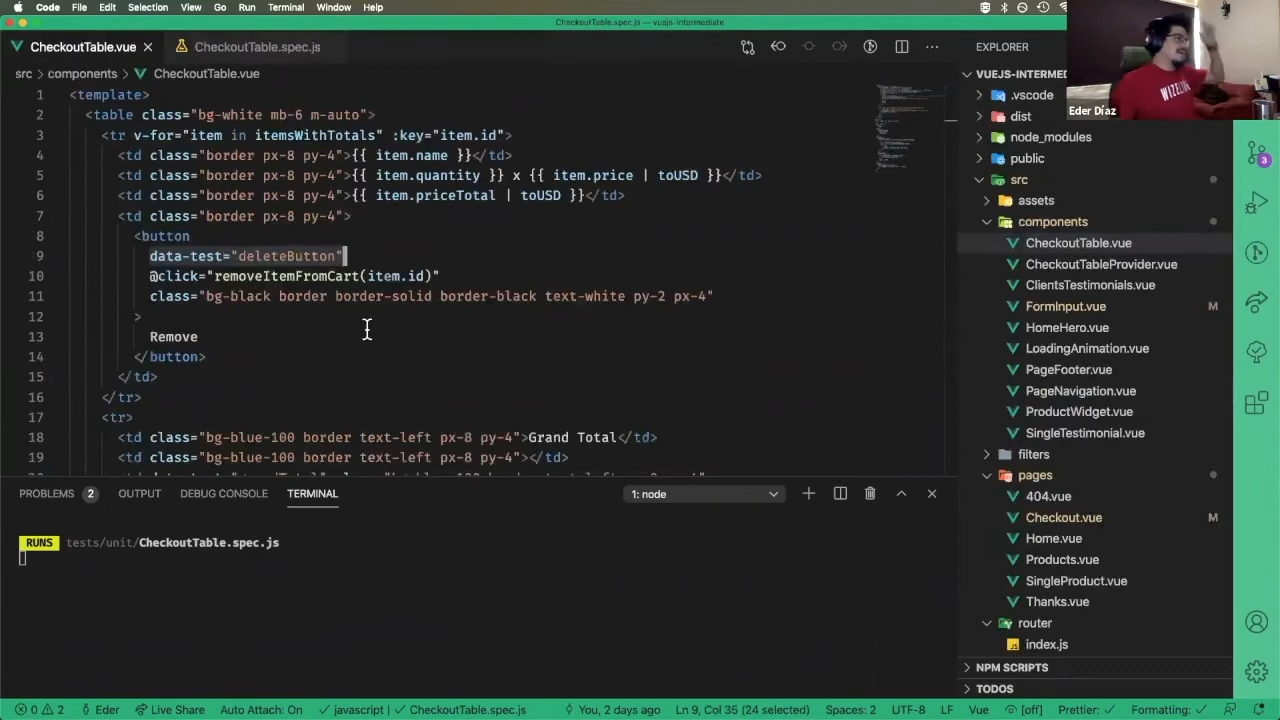 Code File Edit Selection View Go Run Terminal Window Help
CheckoutTable.spec.js — vuejs-intermediate
CheckoutTable.vue
CheckoutTable.spec.js
EXPLORER
src > components > CheckoutTable.vue
1 <template>
2 <table class="bg-white mb-6 m-auto">
3 <tr v-for="item in itemsWithTotals" :key="item.id">
4 <td class="border px-8 py-4">{{ item.name }}</td>
5 <td class="border px-8 py-4">{{ item.quantity }} x {{ item.price | toUSD }}</td>
6 <td class="border px-8 py-4">{{ item.priceTotal | toUSD }}</td>
7 <td class="border px-8 py-4">
8 <button
9 data-test="deleteButton"
10 @click="removeItemFromCart(item.id)"
11 class="bg-black border border-solid border-black text-white py-2 px-4"
12 >
13 Remove
14 </button>
15 </td>
16 </tr>
17 <tr>
18 <td class="bg-blue-100 border text-left px-8 py-4">Grand Total</td>
19 <td class="bg-blue-100 border text-left px-8 py-4"></td>
PROBLEMS 2 OUTPUT DEBUG CONSOLE TERMINAL
1: node
RUNS tests/unit/CheckoutTable.spec.js
WIZELINE
Eder Díaz
VUEJS-INTERM
.vscode
dist
node_modules
public
src
assets
components
CheckoutTable.vue
CheckoutTableProvider.vue
ClientsTestimonials.vue
FormInput.vue M
HomeHero.vue
LoadingAnimation.vue
PageFooter.vue
PageNavigation.vue
ProductWidget.vue
SingleTestimonial.vue
filters
pages
404.vue
Checkout.vue M
Home.vue
Products.vue
SingleProduct.vue
Thanks.vue
router
index.js
NPM SCRIPTS
TODOS
3
0 2 Eder Live Share Auto Attach: On javascript | CheckoutTable.spec.js You, 2 days ago Ln 9, Col 35 (24 selected) Spaces: 2 UTF-8 LF Vue [off] Prettier: Formatting: